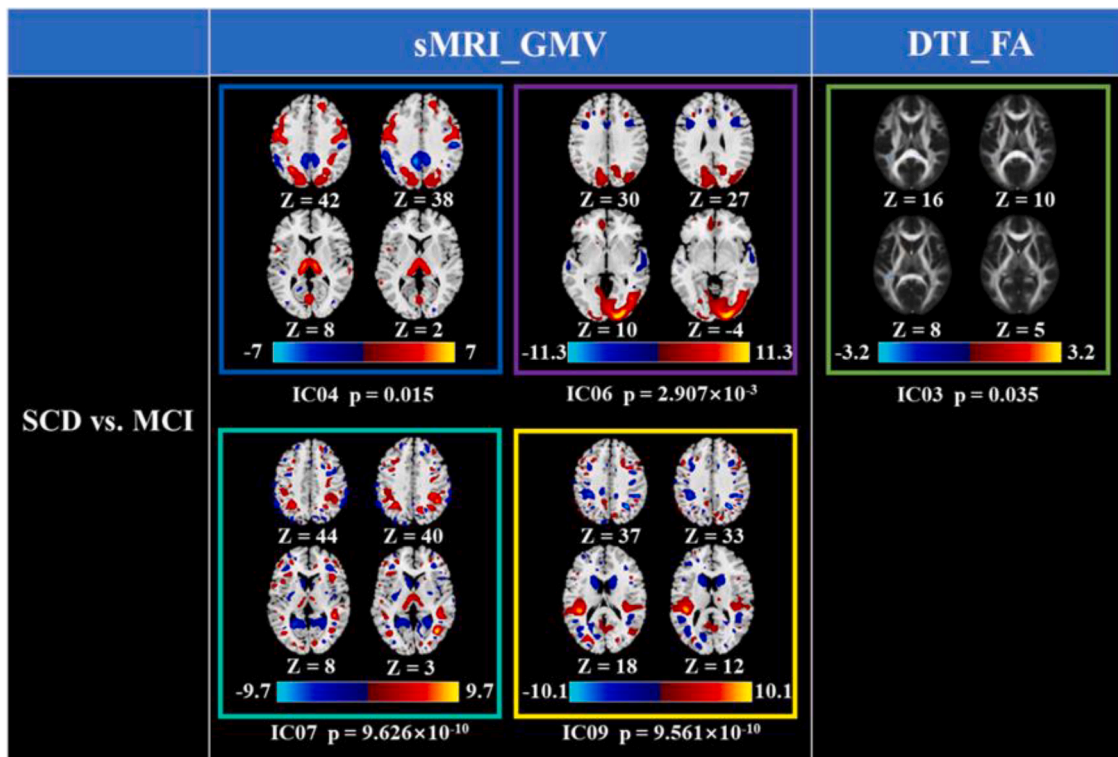 sMRI_GMV DTI_FA
Z = 42 Z = 38 Z = 30 Z = 27 Z = 16 Z = 10
Z = 8 Z = 2 Z = 10 Z = -4 Z = 8 Z = 5
-7 7 -11.3 11.3 -3.2 3.2
IC04 p = 0.015 IC06 p = 2.907×10⁻³ IC03 p = 0.035
SCD vs. MCI
Z = 44 Z = 40 Z = 37 Z = 33
Z = 8 Z = 3 Z = 18 Z = 12
-9.7 9.7 -10.1 10.1
IC07 p = 9.626×10⁻¹⁰ IC09 p = 9.561×10⁻¹⁰